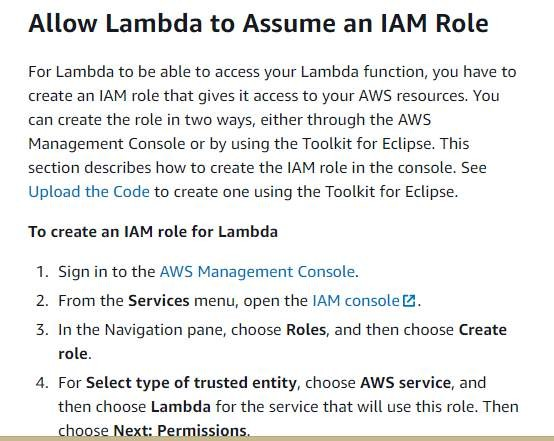 Allow Lambda to Assume an IAM Role
For Lambda to be able to access your Lambda function, you have to
create an IAM role that gives it access to your AWS resources. You
can create the role in two ways, either through the AWS
Management Console or by using the Toolkit for Eclipse. This
section describes how to create the IAM role in the console. See
Upload the Code to create one using the Toolkit for Eclipse.
To create an IAM role for Lambda
1. Sign in to the AWS Management Console.
2. From the Services menu, open the IAM console.
3. In the Navigation pane, choose Roles, and then choose Create
role.
4. For Select type of trusted entity, choose AWS service, and
then choose Lambda for the service that will use this role. Then
choose Next: Permissions.